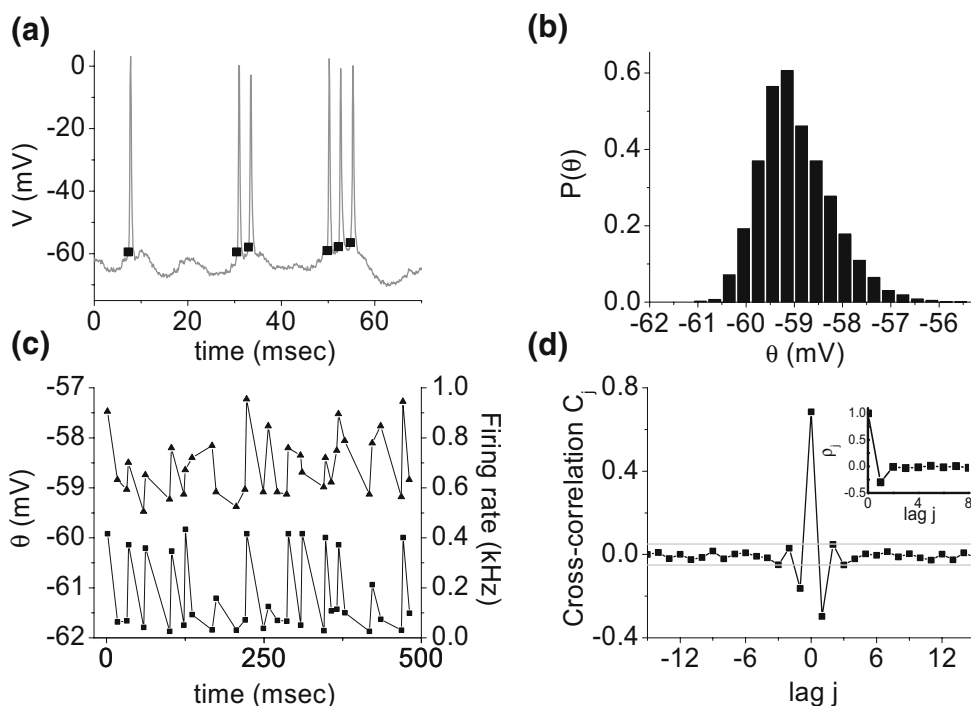 (a)
0
-20
-40
-60
V (mV)
0 20 40 60
time (msec)
(b)
0.6
0.4
0.2
0.0
P(θ)
-62 -61 -60 -59 -58 -57 -56
θ (mV)
(c)
-57
-58
-59
-60
-61
-62
θ (mV)
1.0
0.8
0.6
0.4
0.2
0.0
Firing rate (kHz)
0 250 500
time (msec)
(d)
0.8
0.4
0.0
-0.4
Cross-correlation C_j
-12 -6 0 6 12
lag j
1.0
0.5
0.0
-0.5
ρ_j
0 4 8
lag j